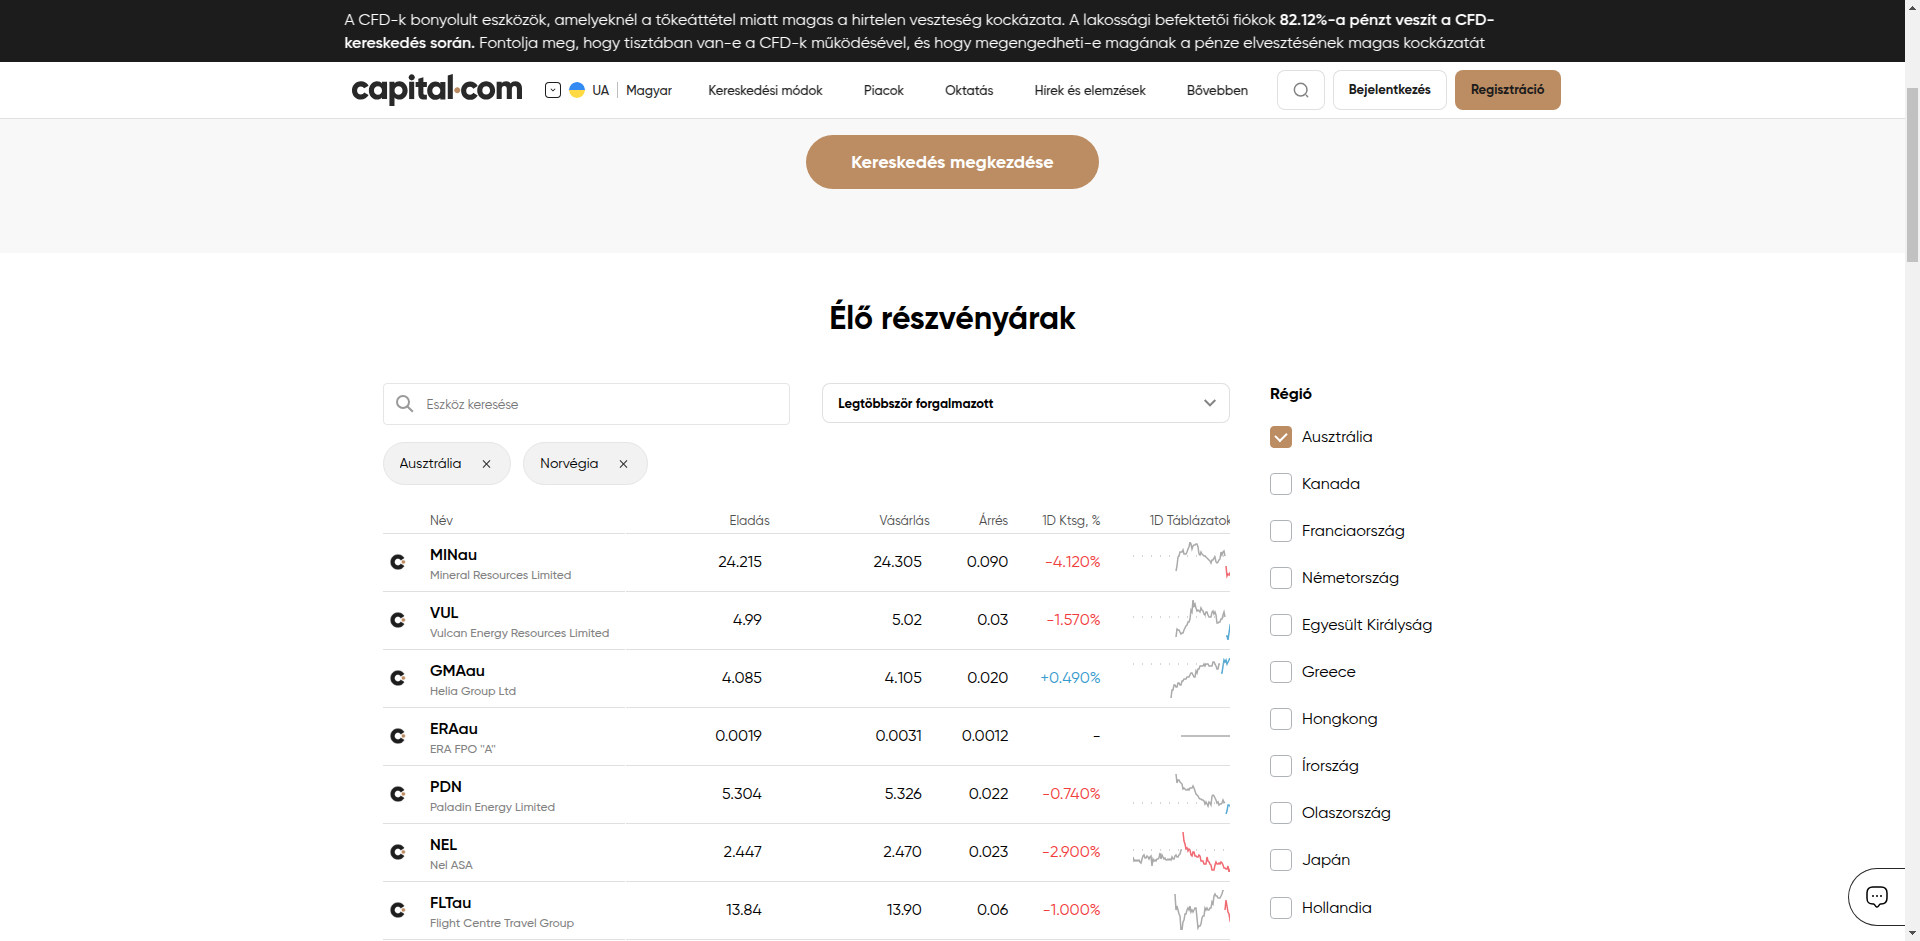 A CFD-k bonyolult eszközök, amelyeknél a tőkeáttétel miatt magas a hirtelen veszteség kockázata. A lakossági befektetői fiókok 82.12%-a pénzt veszít a CFD-
kereskedés során. Fontolja meg, hogy tisztában van-e a CFD-k működésével, és hogy megengedheti-e magának a pénze elvesztésének magas kockázatát
capital.com UA Magyar Kereskedési módok Piacok Oktatás Hírek és elemzések Bővebben Bejelentkezés Regisztráció
Kereskedés megkezdése
Élő részvényárak
Eszköz keresése
Legtöbbször forgalmazott
Ausztrália
Norvégia
Név Eladás Vásárlás Árrés 1D Ktsg, % 1D Táblázatok
MINau 24.215 24.305 0.090 -4.120%
Mineral Resources Limited
VUL 4.99 5.02 0.03 -1.570%
Vulcan Energy Resources Limited
GMAau 4.085 4.105 0.020 +0.490%
Helia Group Ltd
ERAau 0.0019 0.0031 0.0012 -
ERA FPO "A"
PDN 5.304 5.326 0.022 -0.740%
Paladin Energy Limited
NEL 2.447 2.470 0.023 -2.900%
Nel ASA
FLTau 13.84 13.90 0.06 -1.000%
Flight Centre Travel Group
Régió
Ausztrália
Kanada
Franciaország
Németország
Egyesült Királyság
Greece
Hongkong
Írország
Olaszország
Japán
Hollandia